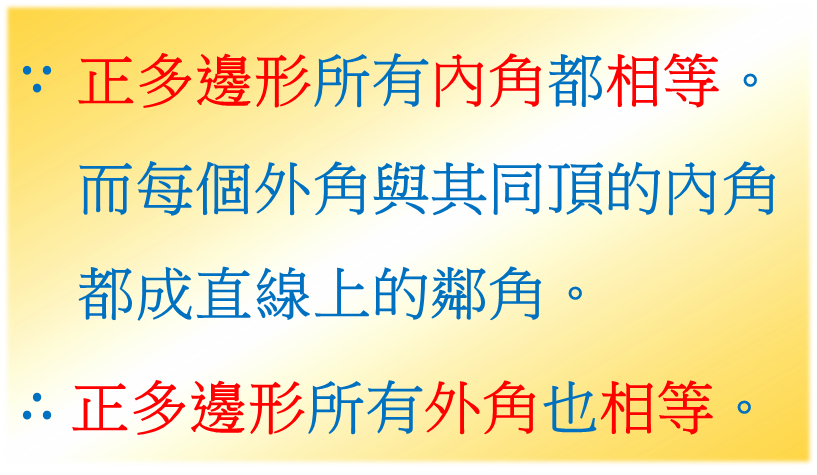 ∵ 正多邊形所有內角都相等。
而每個外角與其同頂的內角
都成直線上的鄰角。
∴ 正多邊形所有外角也相等。